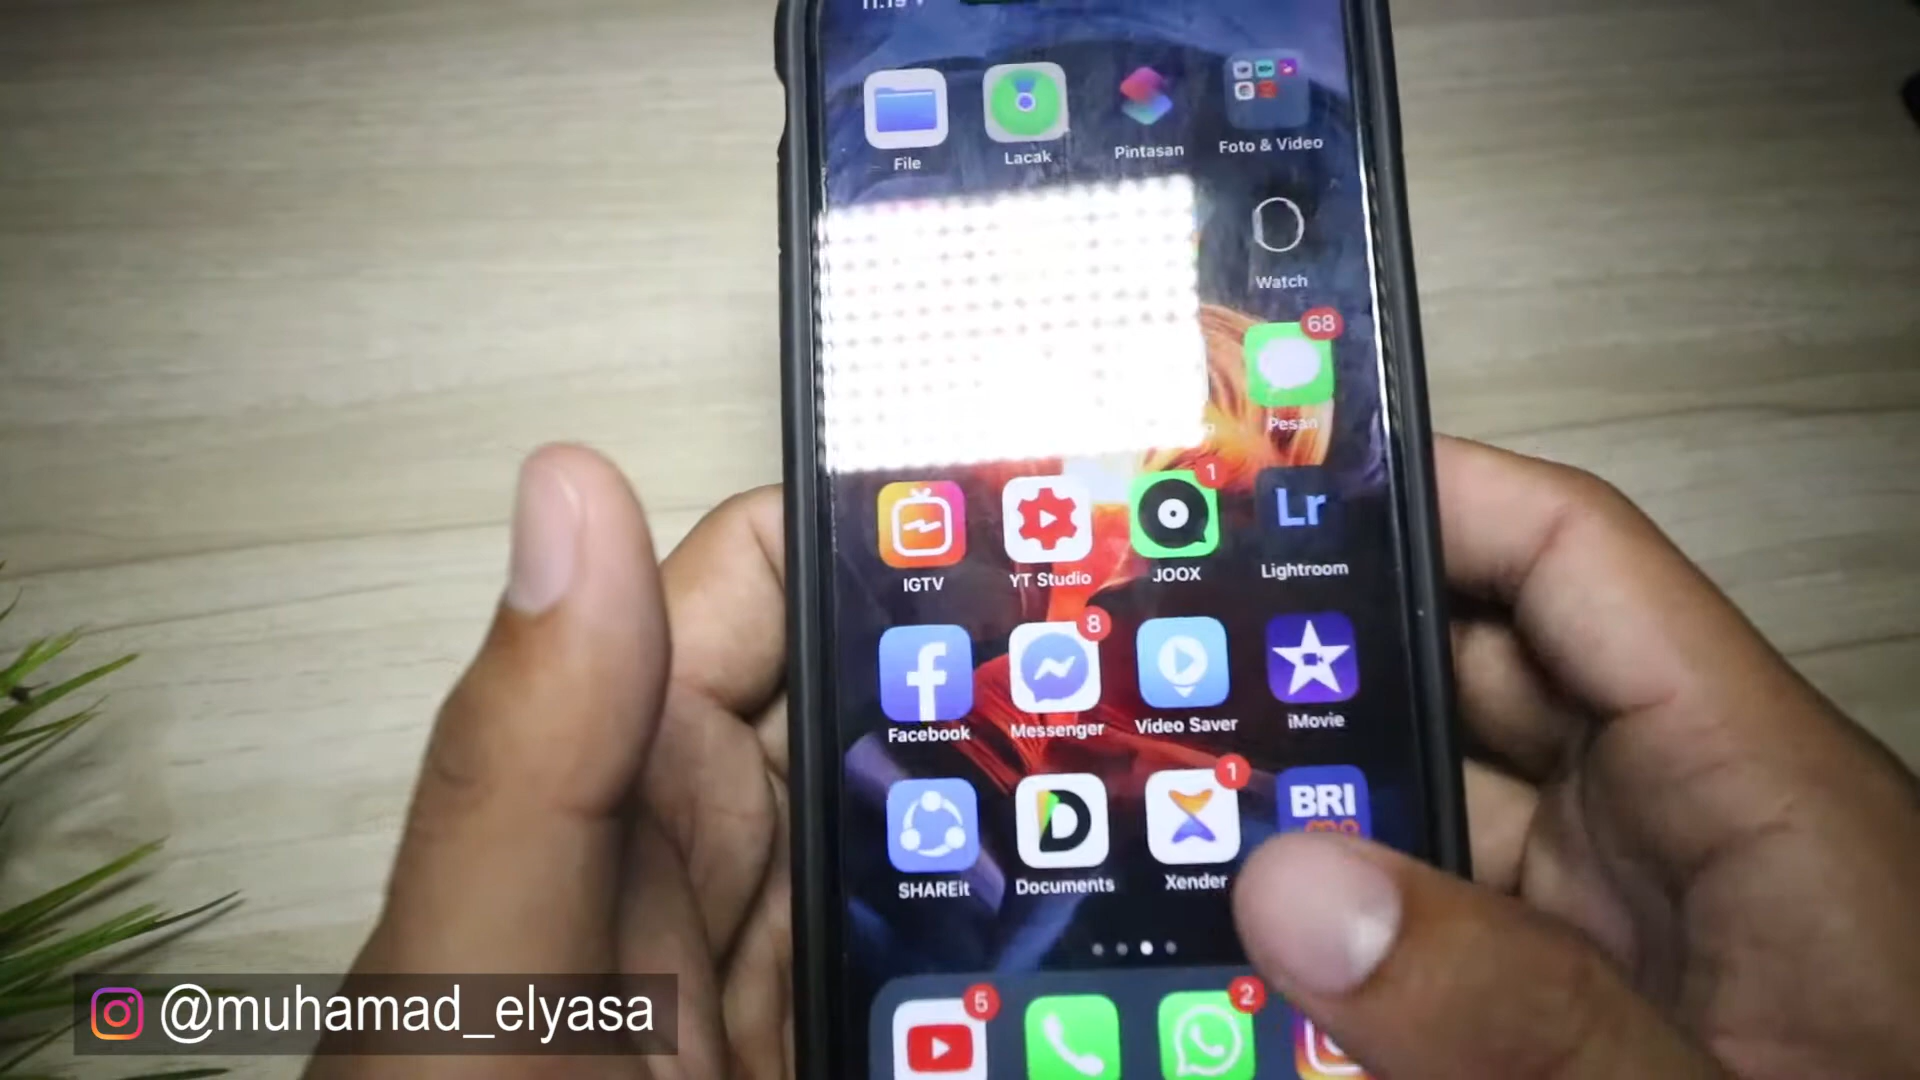 File Lacak Pintasan Foto & Video
Watch
68
Pesan
1
Lr
IGTV YT Studio JOOX Lightroom
8
Facebook Messenger Video Saver iMovie
1
BRI
SHAREit Documents Xender
5 2
@muhamad_elyasa